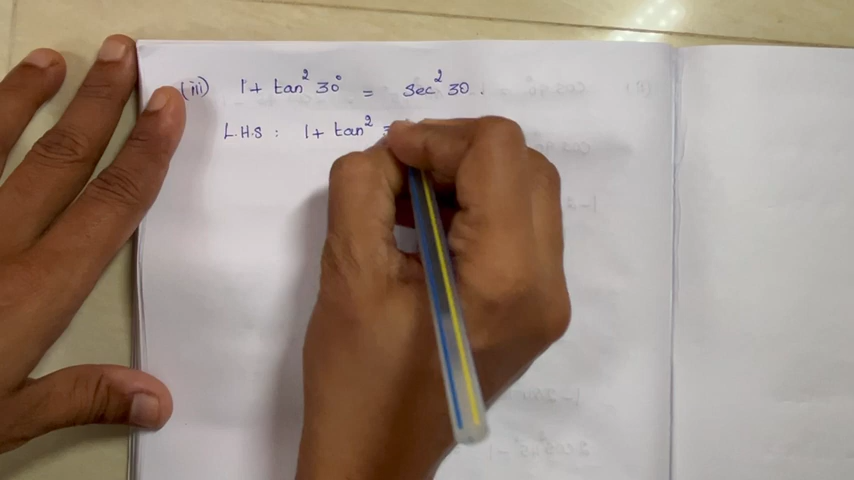 (iii) 1 + tan² 30° = sec² 30.
L.H.S : 1 + tan²